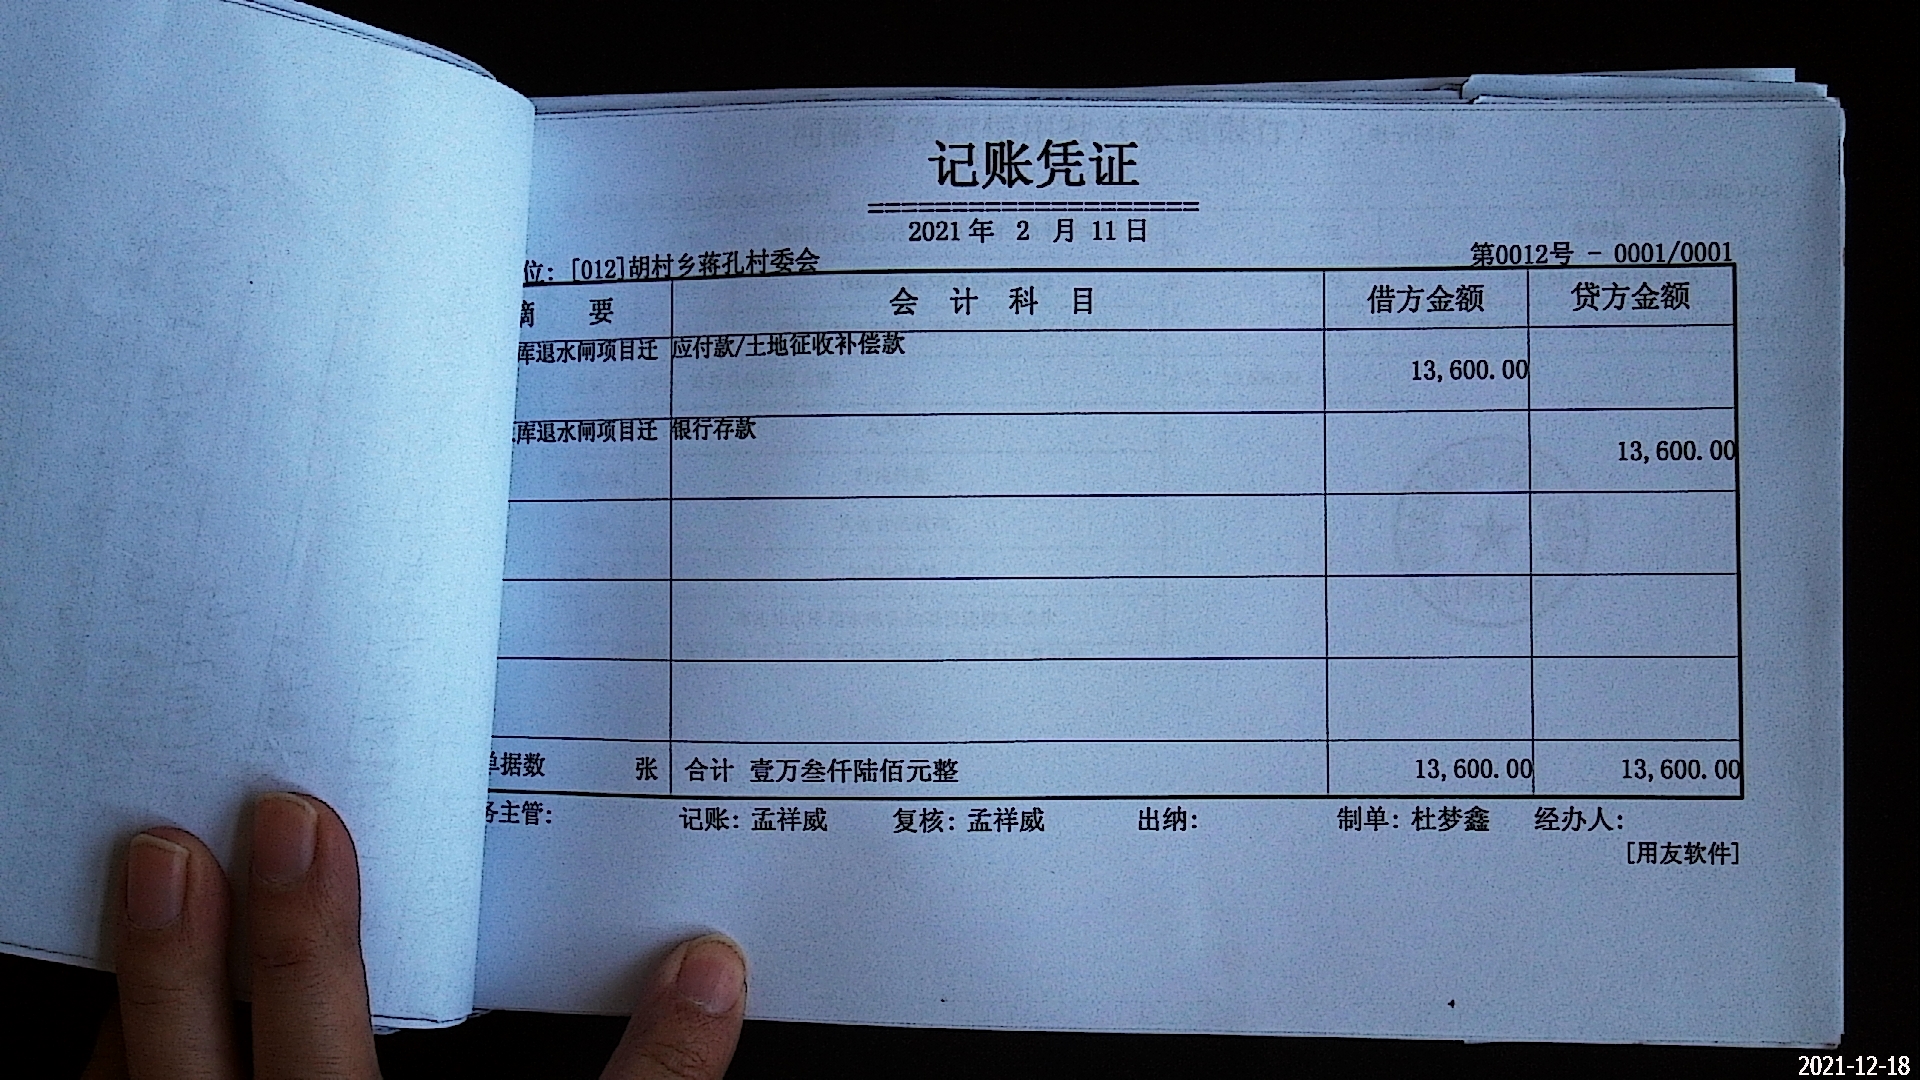 记账凭证
====================
2021年 2 月 11日
位: [012]胡村乡蒋孔村委会 第0012号 - 0001/0001
摘 要 会 计 科 目 借方金额 贷方金额
库退水闸项目迁 应付款/土地征收补偿款 13,600.00
库退水闸项目迁 银行存款 13,600.00
单据数 张 合计 壹万叁仟陆佰元整 13,600.00 13,600.00
务主管: 记账: 孟祥威 复核: 孟祥威 出纳: 制单: 杜梦鑫 经办人:
[用友软件]
2021-12-18